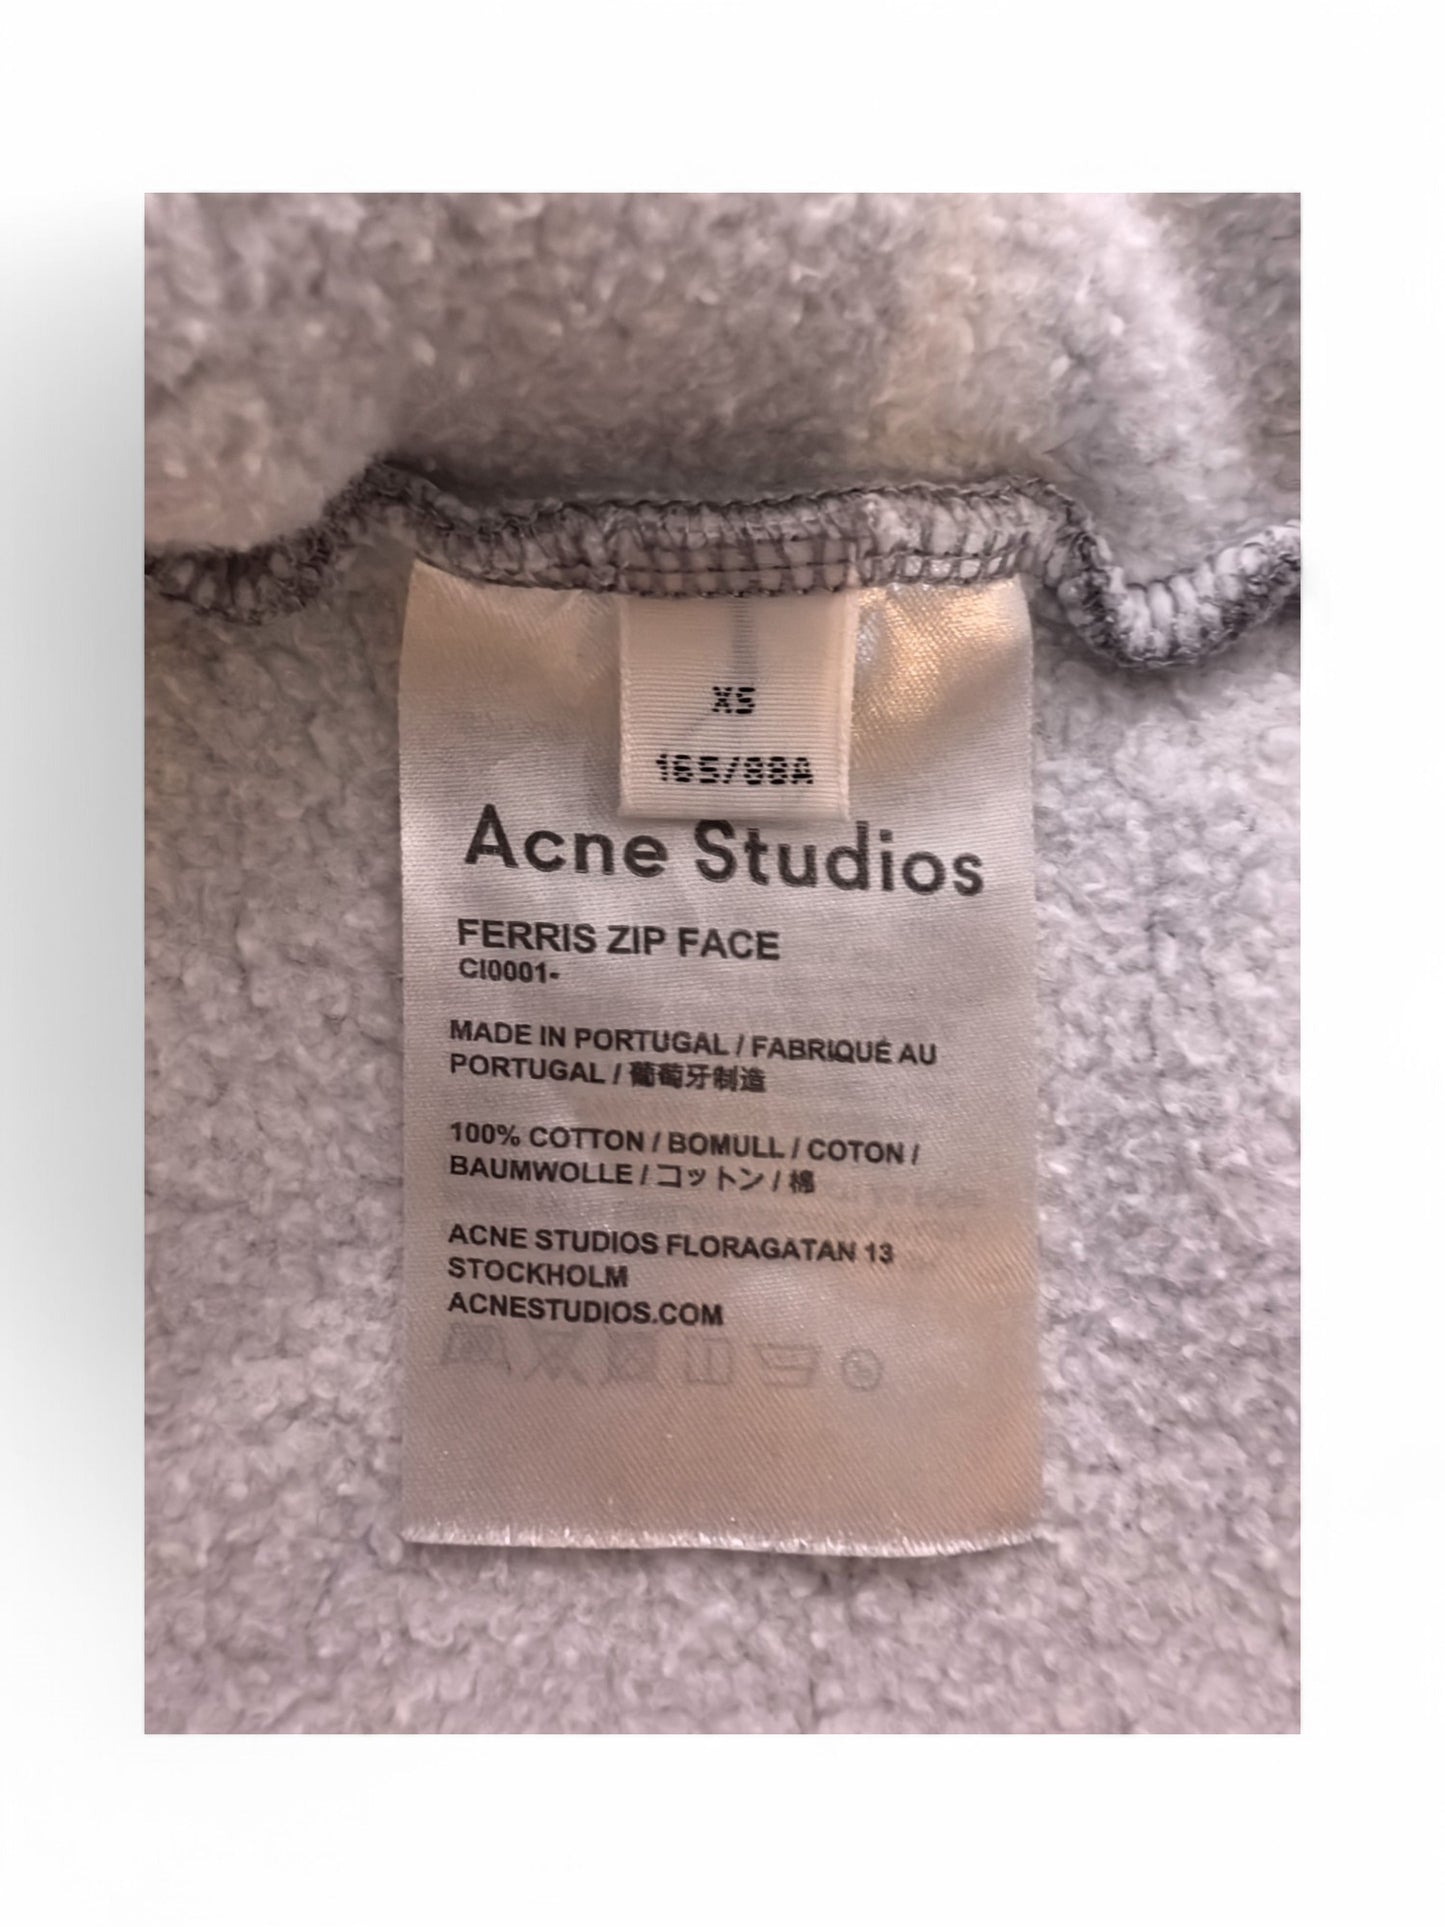 XS
165/88A
Acne Studios
FERRIS ZIP FACE
CI0001-
MADE IN PORTUGAL / FABRIQUÉ AU
PORTUGAL / 葡萄牙制造
100% COTTON / BOMULL / COTON /
BAUMWOLLE / コットン / 棉
ACNE STUDIOS FLORAGATAN 13
STOCKHOLM
ACNESTUDIOS.COM